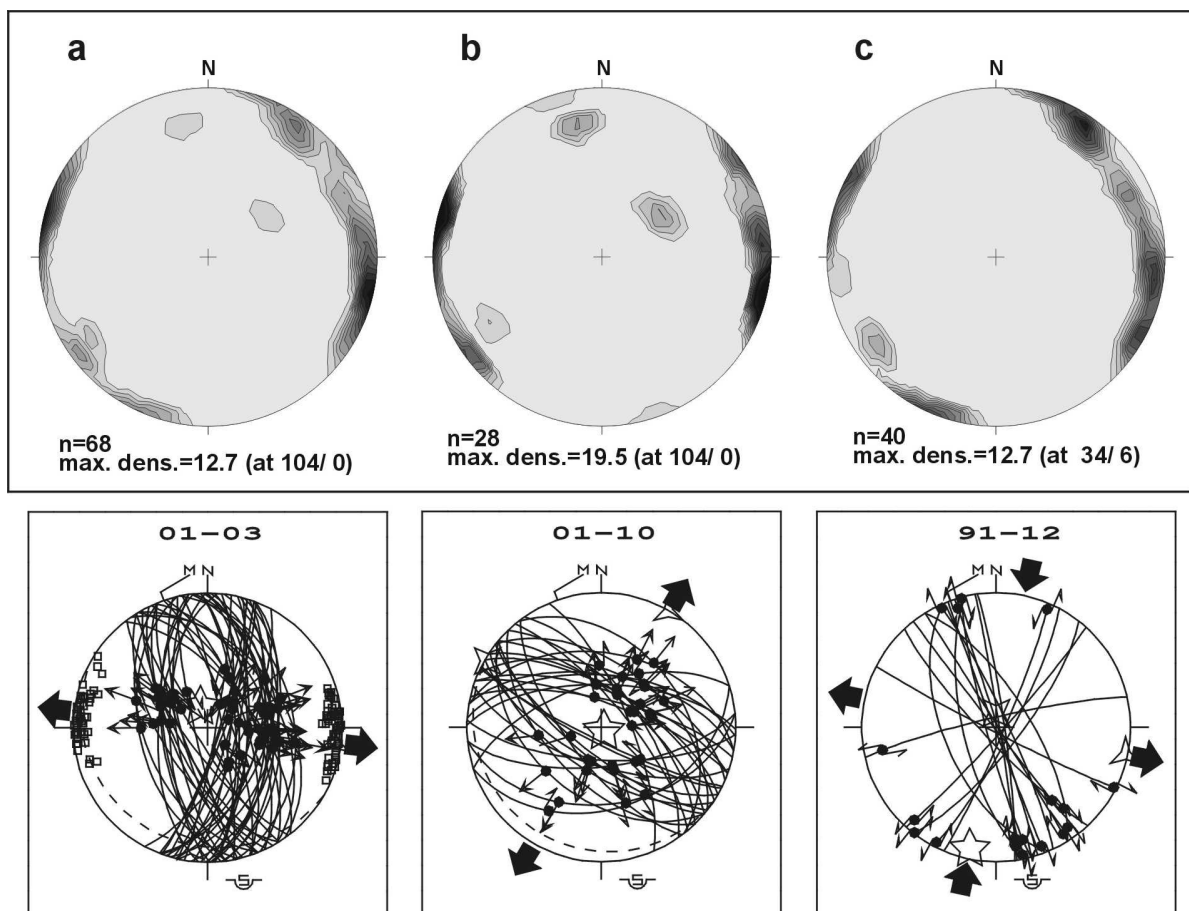 a
b
c
N
N
N
n=68
max. dens.=12.7 (at 104/ 0)
n=28
max. dens.=19.5 (at 104/ 0)
n=40
max. dens.=12.7 (at 34/ 6)
01-03
01-10
91-12
M N
M N
M N
S
S
S